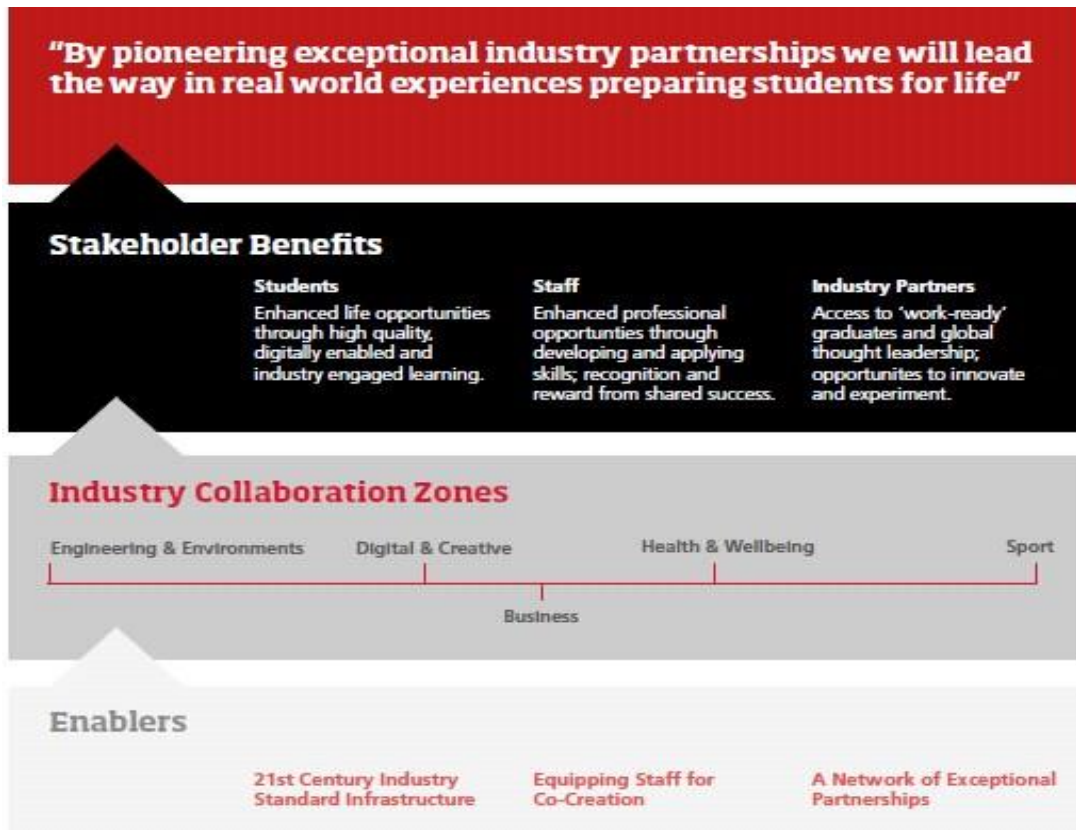 "By pioneering exceptional industry partnerships we will lead
the way in real world experiences preparing students for life"
Stakeholder Benefits
Students
Enhanced life opportunities
through high quality,
digitally enabled and
industry engaged learning.
Staff
Enhanced professional
opportunties through
developing and applying
skills; recognition and
reward from shared success.
Industry Partners
Access to 'work-ready'
graduates and global
thought leadership;
opportunites to innovate
and experiment.
Industry Collaboration Zones
Engineering & Environments
Digital & Creative
Health & Wellbeing
Sport
Business
Enablers
21st Century Industry
Standard Infrastructure
Equipping Staff for
Co-Creation
A Network of Exceptional
Partnerships